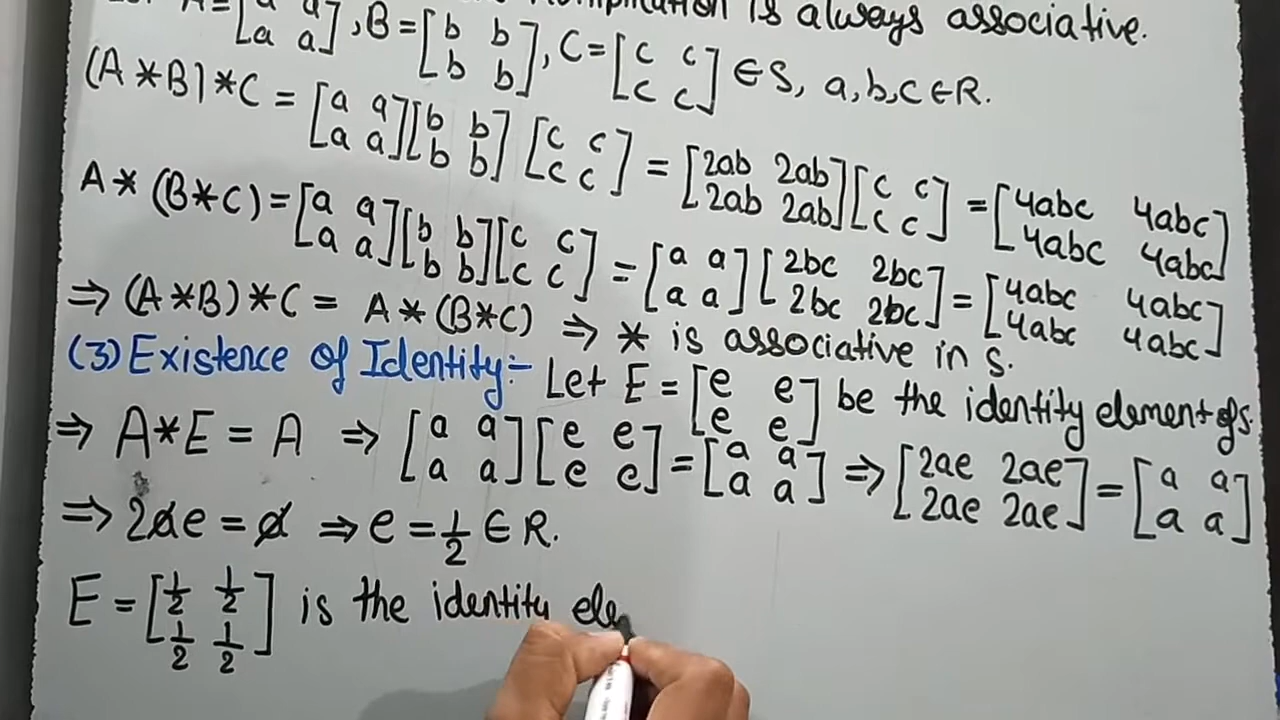 A=[a a a a], B=[b b b b], C=[c c c c] ∈ S, a,b,c ∈ R.
is always associative.
(A*B)*C = [a a a a][b b b b][c c c c] = [2ab 2ab 2ab 2ab][c c c c] = [4abc 4abc 4abc 4abc]
A*(B*C)=[a a a a][b b b b][c c c c] = [a a a a][2bc 2bc 2bc 2bc] = [4abc 4abc 4abc 4abc]
⇒ (A*B)*C = A*(B*C) ⇒ * is associative in S.
(3) Existence of Identity:- Let E = [e e e e] be the identity element of S.
⇒ A*E = A ⇒ [a a a a][e e e e] = [a a a a] ⇒ [2ae 2ae 2ae 2ae] = [a a a a]
⇒ 2ae = a ⇒ e = 1/2 ∈ R.
E = [1/2 1/2 1/2 1/2] is the identity ele